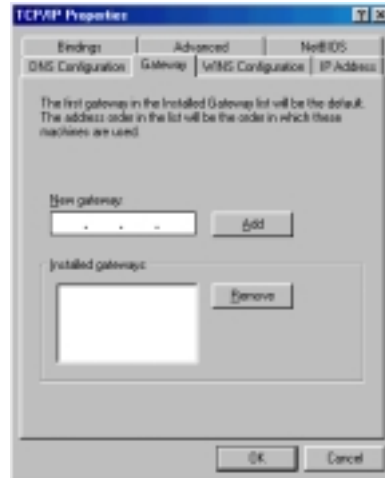 TCP/IP Properties
Bindings Advanced NetBIOS
DNS Configuration Gateway WINS Configuration IP Address
The first gateway in the Installed Gateway list will be the default.
The address order in the list will be the order in which these
machines are used.
New gateway:
. . .
Add
Installed gateways:
Remove
OK Cancel